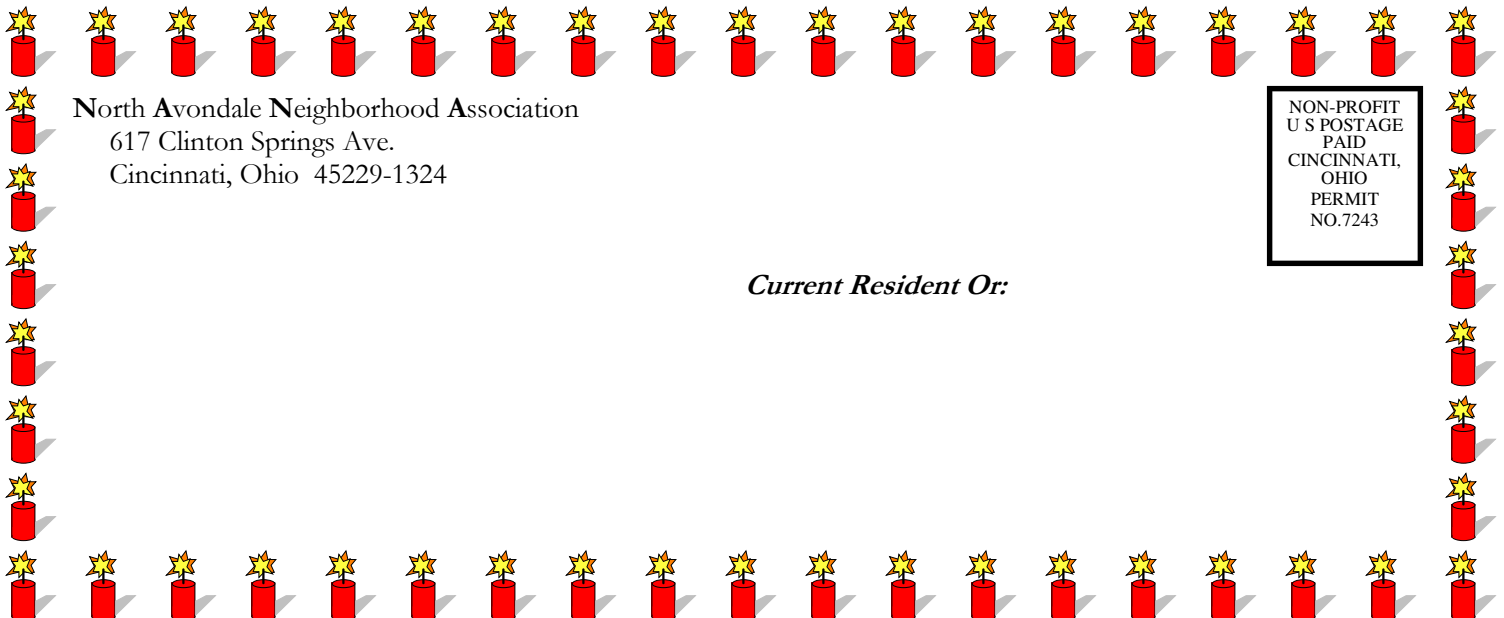 North Avondale Neighborhood Association
617 Clinton Springs Ave.
Cincinnati, Ohio 45229-1324
NON-PROFIT
U S POSTAGE
PAID
CINCINNATI,
OHIO
PERMIT
NO.7243
Current Resident Or: